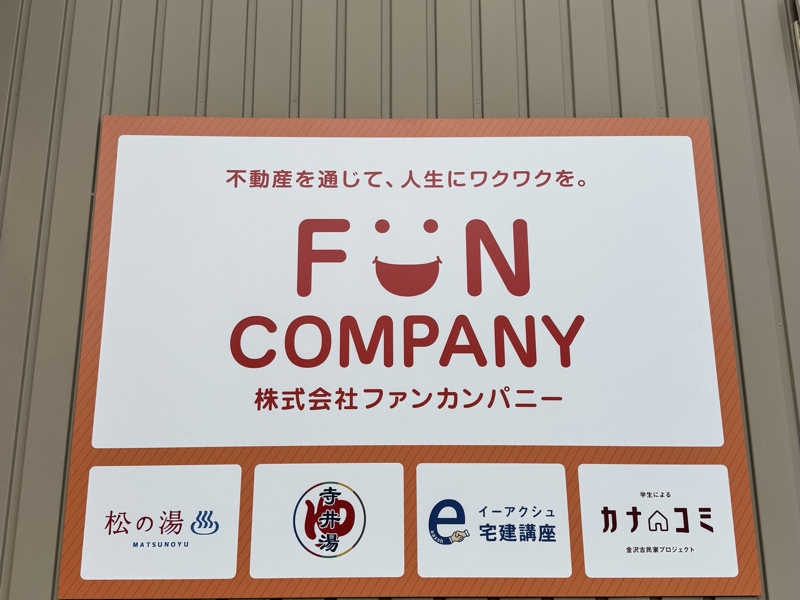 不動産を通じて、人生にワクワクを。
FUN
COMPANY
株式会社ファンカンパニー
松の湯
MATSUNOYU
ゆ
寺井湯
e
イーアクシュ
宅建講座
学生による
カナコミ
金沢古民家プロジェクト